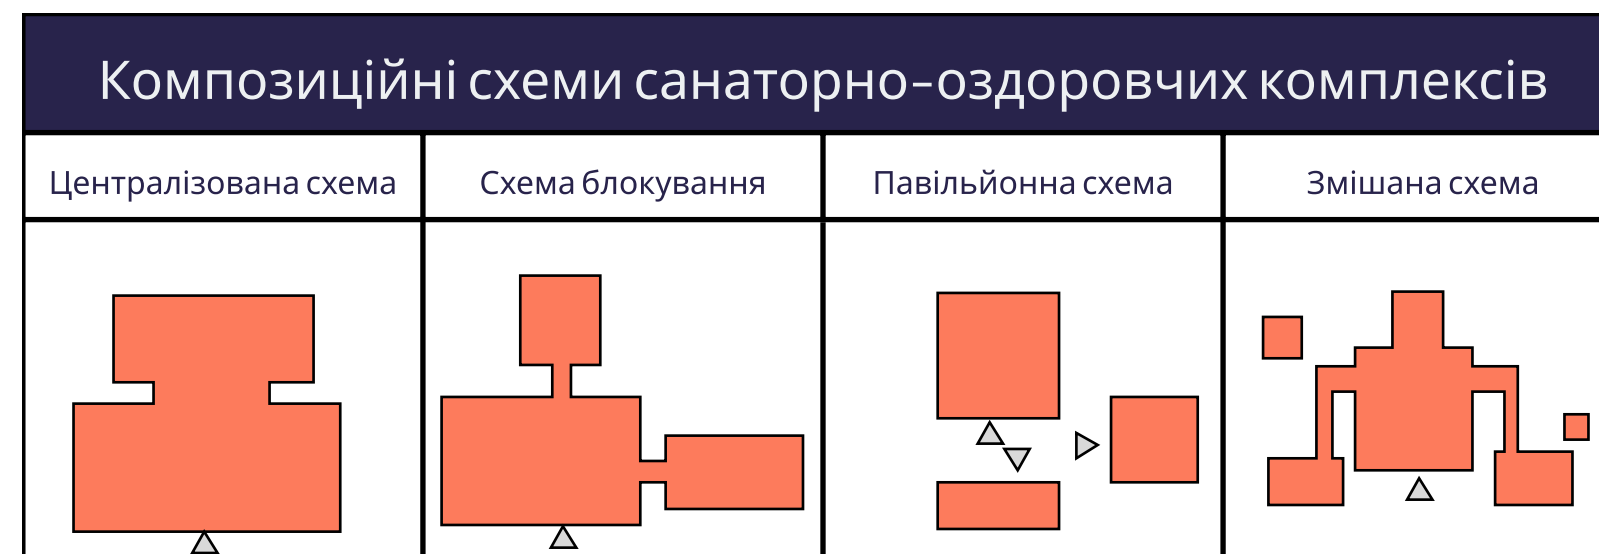 Композиційні схеми санаторно-оздоровчих комплексів
Централізована схема
Схема блокування
Павільйонна схема
Змішана схема